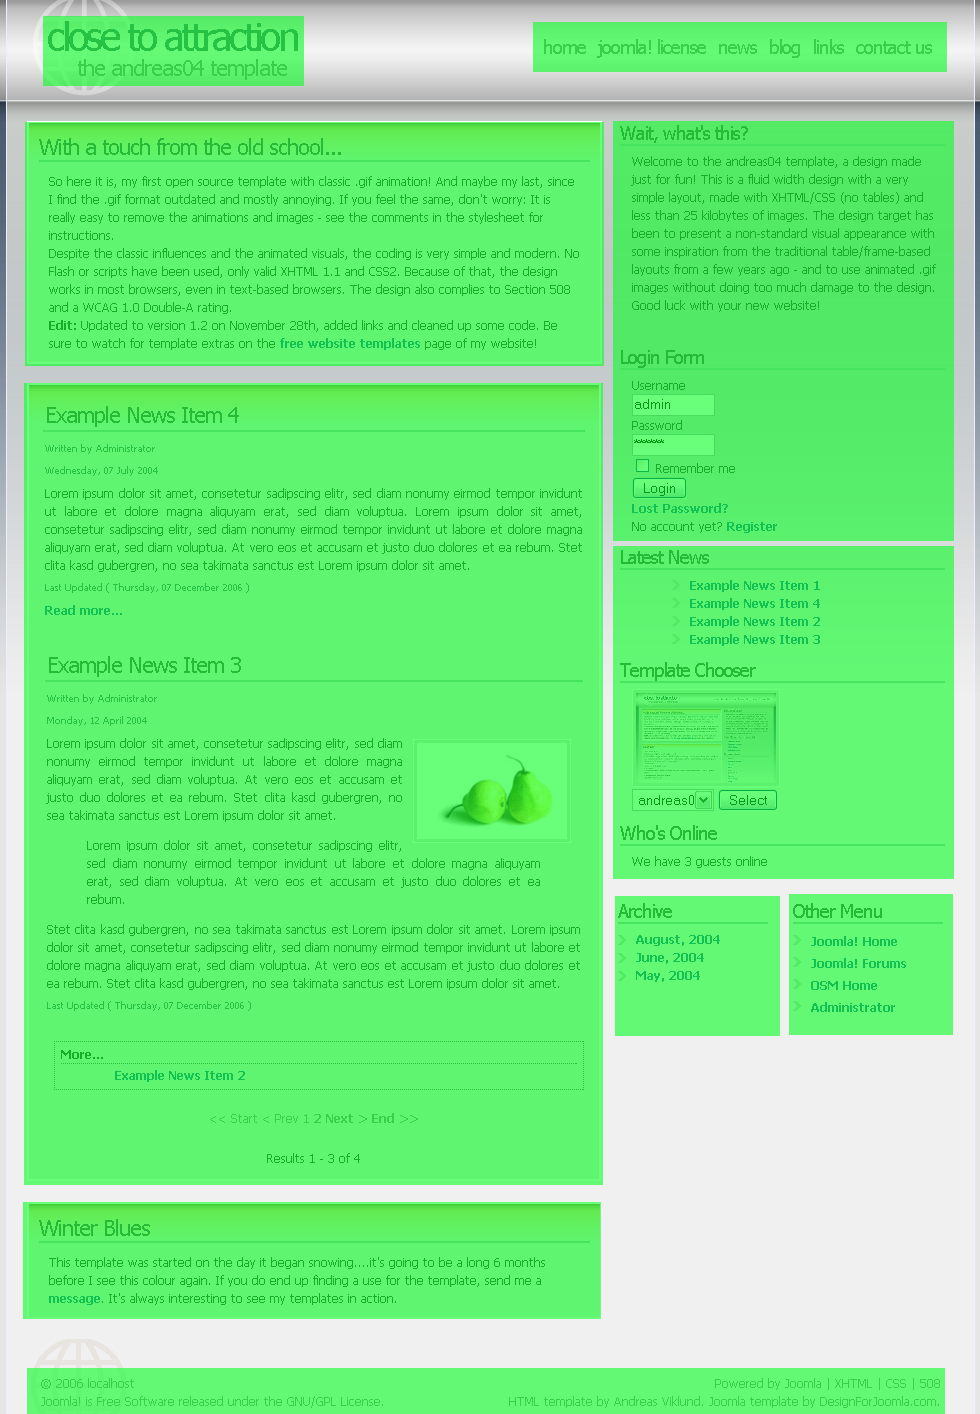 close to attraction
the andreas04 template
home joomla! license news blog links contact us
With a touch from the old school...
So here it is, my first open source template with classic .gif animation! And maybe my last, since
I find the .gif format outdated and mostly annoying. If you feel the same, don't worry: It is
really easy to remove the animations and images - see the comments in the stylesheet for
instructions.
Despite the classic influences and the animated visuals, the coding is very simple and modern. No
Flash or scripts have been used, only valid XHTML 1.1 and CSS2. Because of that, the design
works in most browsers, even in text-based browsers. The design also complies to Section 508
and a WCAG 1.0 Double-A rating.
Edit: Updated to version 1.2 on November 28th, added links and cleaned up some code. Be
sure to watch for template extras on the free website templates page of my website!
Example News Item 4
Written by Administrator
Wednesday, 07 July 2004
Lorem ipsum dolor sit amet, consetetur sadipscing elitr, sed diam nonumy eirmod tempor invidunt
ut labore et dolore magna aliquyam erat, sed diam voluptua. Lorem ipsum dolor sit amet,
consetetur sadipscing elitr, sed diam nonumy eirmod tempor invidunt ut labore et dolore magna
aliquyam erat, sed diam voluptua. At vero eos et accusam et justo duo dolores et ea rebum. Stet
clita kasd gubergren, no sea takimata sanctus est Lorem ipsum dolor sit amet.
Last Updated ( Thursday, 07 December 2006 )
Read more...
Example News Item 3
Written by Administrator
Monday, 12 April 2004
Lorem ipsum dolor sit amet, consetetur sadipscing elitr, sed diam
nonumy eirmod tempor invidunt ut labore et dolore magna
aliquyam erat, sed diam voluptua. At vero eos et accusam et
justo duo dolores et ea rebum. Stet clita kasd gubergren, no
sea takimata sanctus est Lorem ipsum dolor sit amet.
Lorem ipsum dolor sit amet, consetetur sadipscing elitr,
sed diam nonumy eirmod tempor invidunt ut labore et dolore magna aliquyam
erat, sed diam voluptua. At vero eos et accusam et justo duo dolores et ea
rebum.
Stet clita kasd gubergren, no sea takimata sanctus est Lorem ipsum dolor sit amet. Lorem ipsum
dolor sit amet, consetetur sadipscing elitr, sed diam nonumy eirmod tempor invidunt ut labore et
dolore magna aliquyam erat, sed diam voluptua. At vero eos et accusam et justo duo dolores et
ea rebum. Stet clita kasd gubergren, no sea takimata sanctus est Lorem ipsum dolor sit amet.
Last Updated ( Thursday, 07 December 2006 )
More...
Example News Item 2
<< Start < Prev 1 2 Next > End >>
Results 1 - 3 of 4
Winter Blues
This template was started on the day it began snowing....it's going to be a long 6 months
before I see this colour again. If you do end up finding a use for the template, send me a
message. It's always interesting to see my templates in action.
Wait, what's this?
Welcome to the andreas04 template, a design made
just for fun! This is a fluid width design with a very
simple layout, made with XHTML/CSS (no tables) and
less than 25 kilobytes of images. The design target has
been to present a non-standard visual appearance with
some inspiration from the traditional table/frame-based
layouts from a few years ago - and to use animated .gif
images without doing too much damage to the design.
Good luck with your new website!
Login Form
Username
admin
Password
******
Remember me
Login
Lost Password?
No account yet? Register
Latest News
Example News Item 1
Example News Item 4
Example News Item 2
Example News Item 3
Template Chooser
close to attraction
andreas0 Select
Who's Online
We have 3 guests online
Archive
August, 2004
June, 2004
May, 2004
Other Menu
Joomla! Home
Joomla! Forums
OSM Home
Administrator
© 2006 localhost
Joomla! is Free Software released under the GNU/GPL License.
Powered by Joomla | XHTML | CSS | 508
HTML template by Andreas Viklund. Joomla template by DesignForJoomla.com.